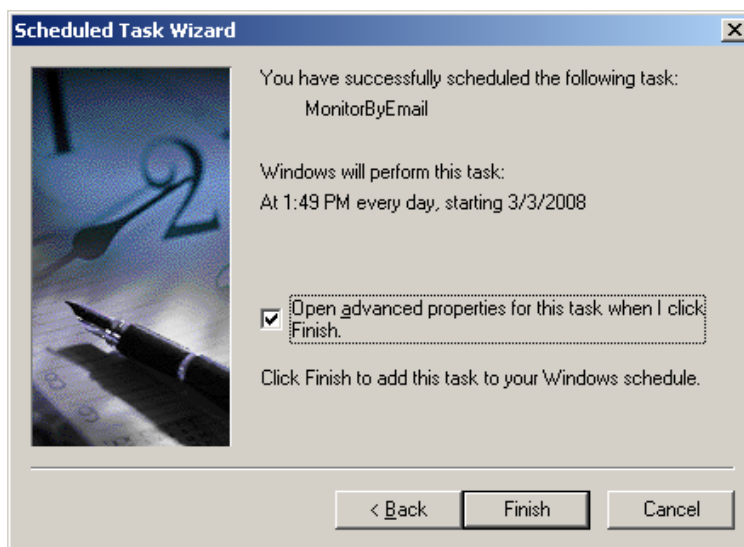 Scheduled Task Wizard
You have successfully scheduled the following task:
MonitorByEmail
Windows will perform this task:
At 1:49 PM every day, starting 3/3/2008
Open advanced properties for this task when I click
Finish.
Click Finish to add this task to your Windows schedule.
< Back
Finish
Cancel